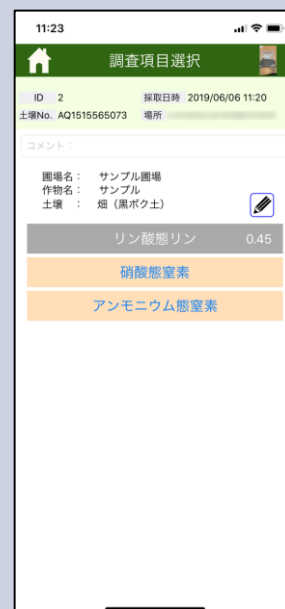 11:23
調査項目選択
ID 2 採取日時 2019/06/06 11:20
土壌No. AQ1515565073 場所
コメント：
圃場名： サンプル圃場
作物名： サンプル
土壌 ： 畑（黒ボク土）
リン酸態リン 0.45
硝酸態窒素
アンモニウム態窒素